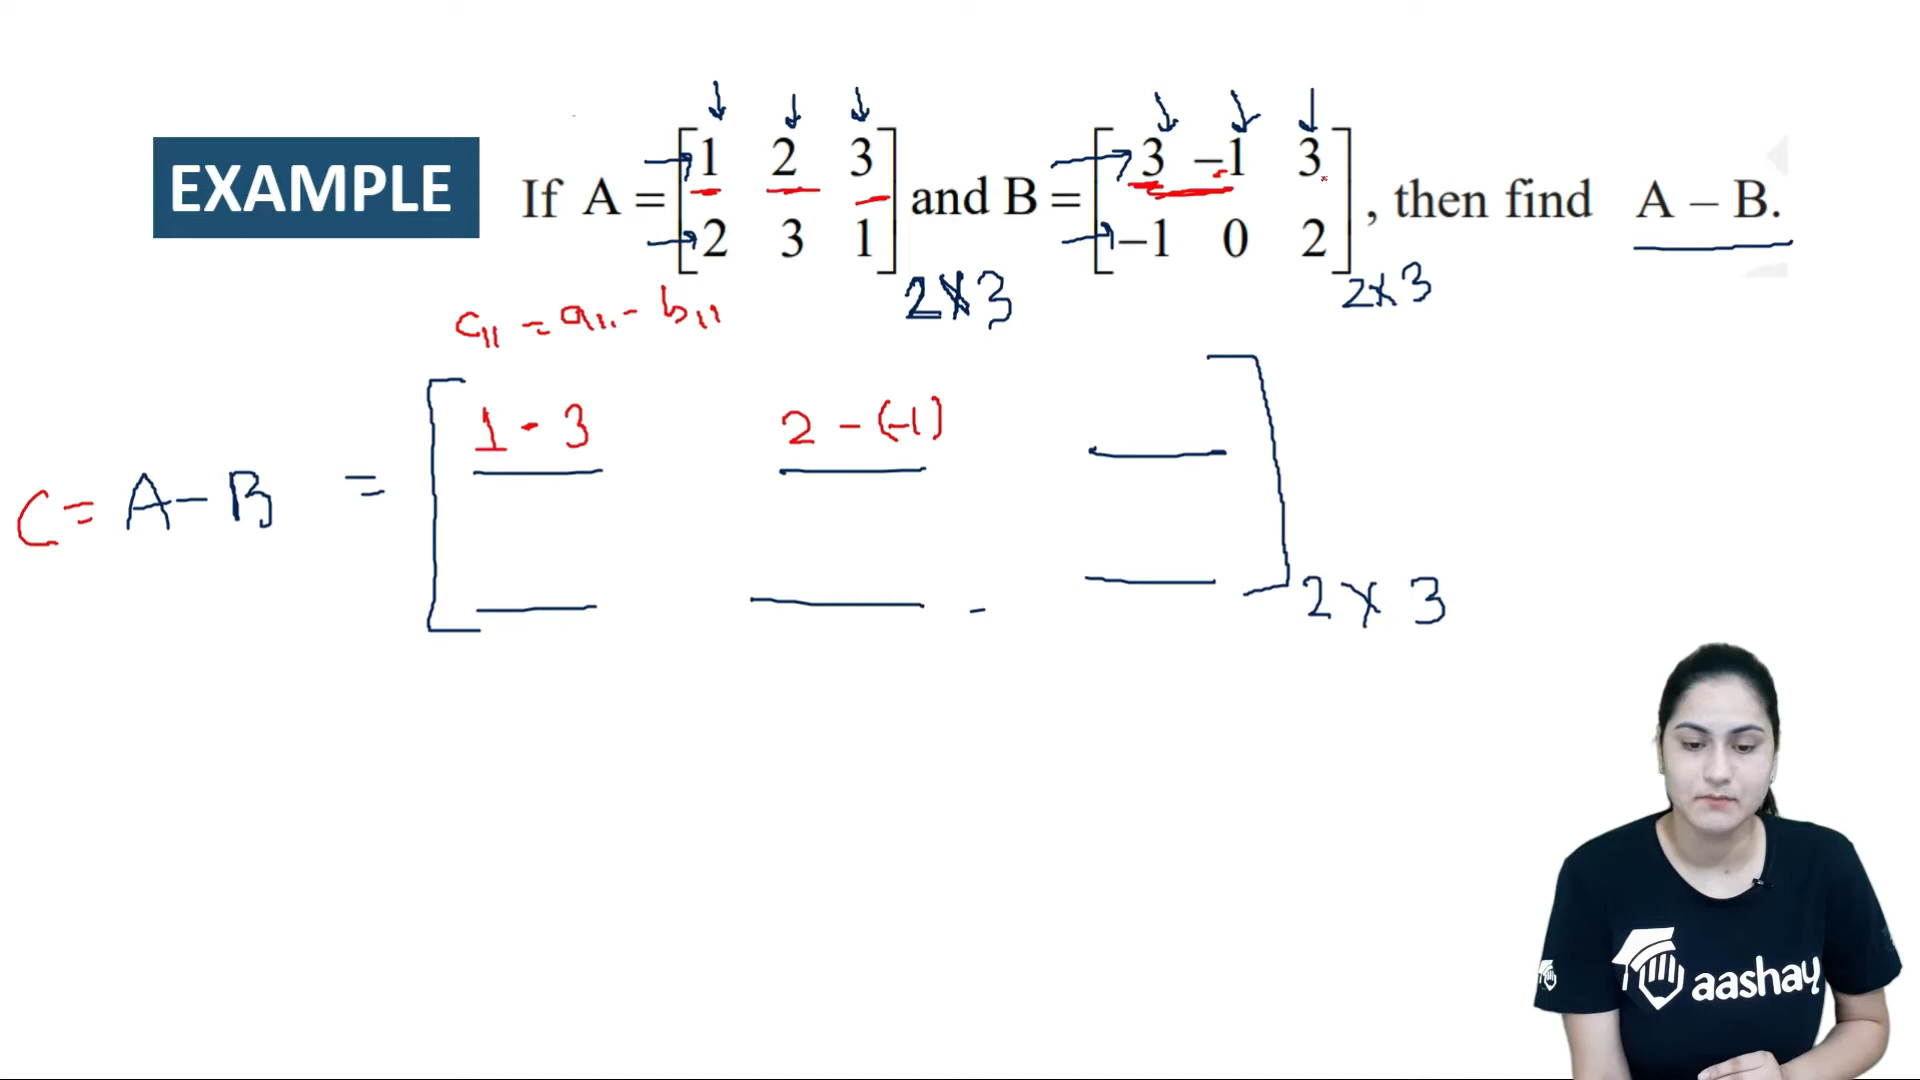 EXAMPLE If A = [1 2 3 and B = [3 –1 3 , then find A – B.
2 3 1] –1 0 2]
2×3 2×3
c11 = a11 - b11
1 - 3 2 - (-1)
C = A - B =
2 × 3
aashay